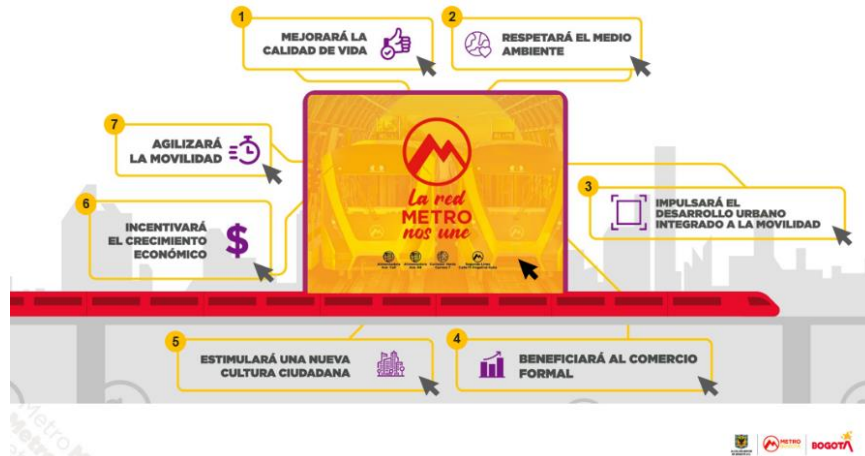 1
MEJORARÁ LA
CALIDAD DE VIDA
2
RESPETARÁ EL MEDIO
AMBIENTE
7
AGILIZARÁ
LA MOVILIDAD
3
IMPULSARÁ EL
DESARROLLO URBANO
INTEGRADO A LA MOVILIDAD
6
INCENTIVARÁ
EL CRECIMIENTO
ECONÓMICO
$
La red
METRO
nos une
5
ESTIMULARÁ UNA NUEVA
CULTURA CIUDADANA
4
BENEFICIARÁ AL COMERCIO
FORMAL
Metro
Metro
METRO
BOGOTÁ